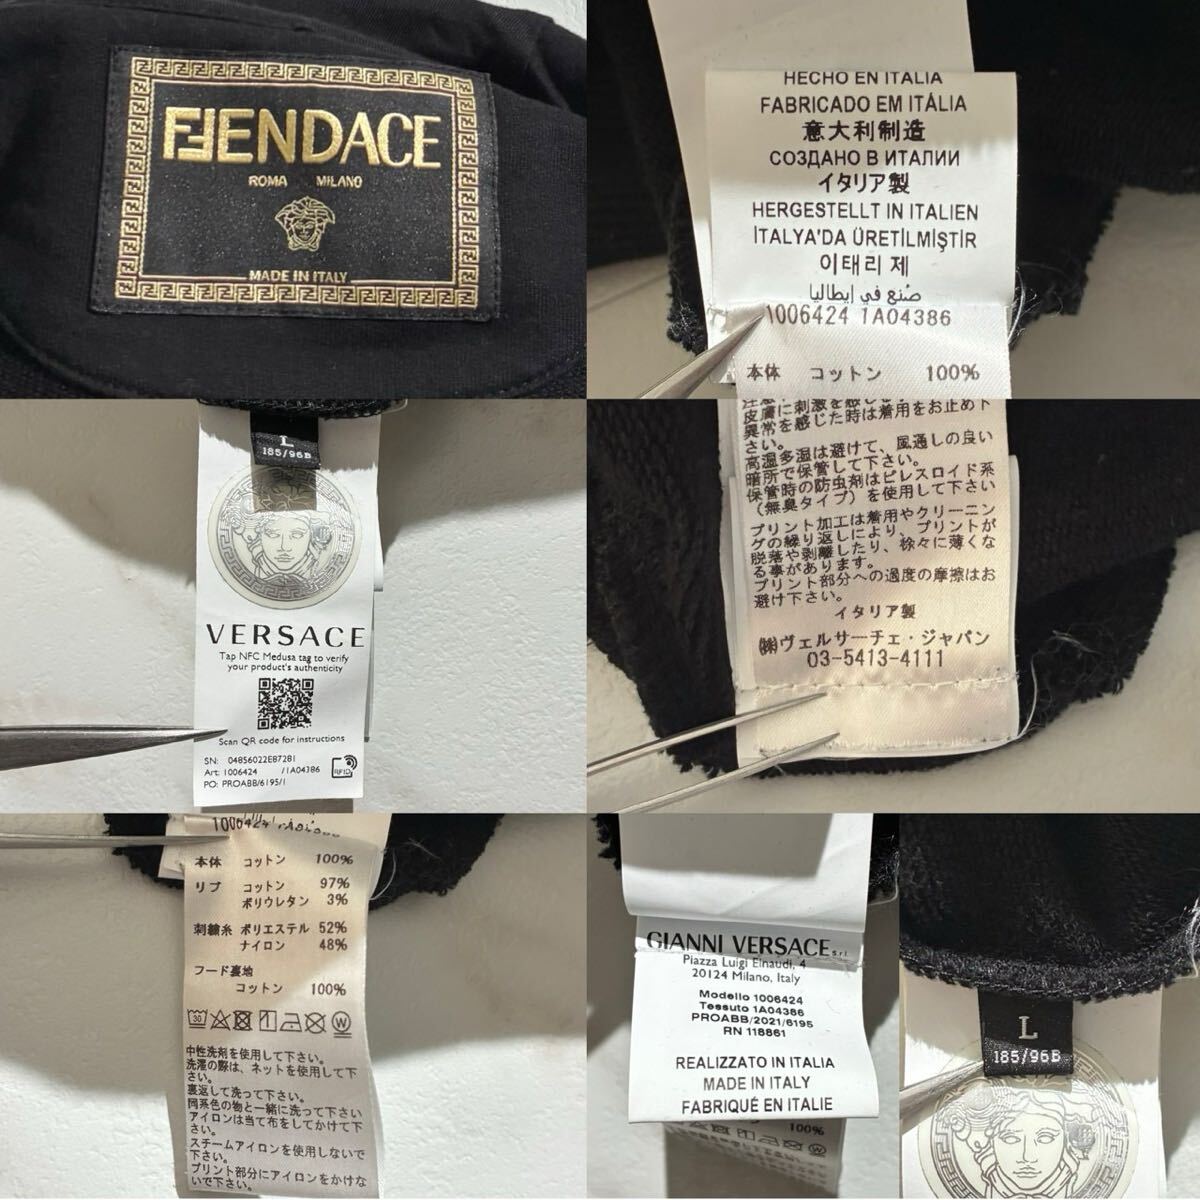 FENDACE
ROMA MILANO
MADE IN ITALY
HECHO EN ITALIA
FABRICADO EM ITÁLIA
意大利制造
СОЗДАНО В ИТАЛИИ
イタリア製
HERGESTELLT IN ITALIEN
İTALYA'DA ÜRETİLMİŞTİR
이태리 제
صُنع في إيطاليا
1006424 1A04386
本体 コットン 100%
L
185/96B
VERSACE
Tap NFC Medusa tag to verify
your product's authenticity
Scan QR code for instructions
SN: 04856022E87281
Art: 1006424 /1A04386
PO: PROABB/6195/1
RFID
皮膚に刺激を感じ
異常を感じた時は着用をお止め下
さい。
高温多湿は避けて、風通しの良い
暗所で保管して下さい。
保管時の防虫剤はピレスロイド系
(無臭タイプ)を使用して下さい
プリント加工は着用やクリーニン
グの繰り返しにより、プリントが
脱落や剥離したり、徐々に薄くな
る事があります。
プリント部分への過度の摩擦はお
避け下さい。
イタリア製
㈱ヴェルサーチェ・ジャパン
03-5413-4111
1006424 1A04386
本体 コットン 100%
リブ コットン 97%
ポリウレタン 3%
刺繍糸 ポリエステル 52%
ナイロン 48%
フード裏地
コットン 100%
30
W
中性洗剤を使用して下さい。
洗濯の際は、ネットを使用して下
さい。
裏返して洗って下さい。
同系色の物と一緒に洗って下さい
アイロンは当て布をしてかけて下
さい。
スチームアイロンを使用しないで
下さい。
プリント部分にアイロンをかけな
いで下さい。
GIANNI VERSACE s.r.l.
Piazza Luigi Einaudi, 4
20124 Milano, Italy
Modello 1006424
Tessuto 1A04386
PROABB/2021/6195
RN 118861
REALIZZATO IN ITALIA
MADE IN ITALY
FABRIQUÉ EN ITALIE
100%
L
185/96B